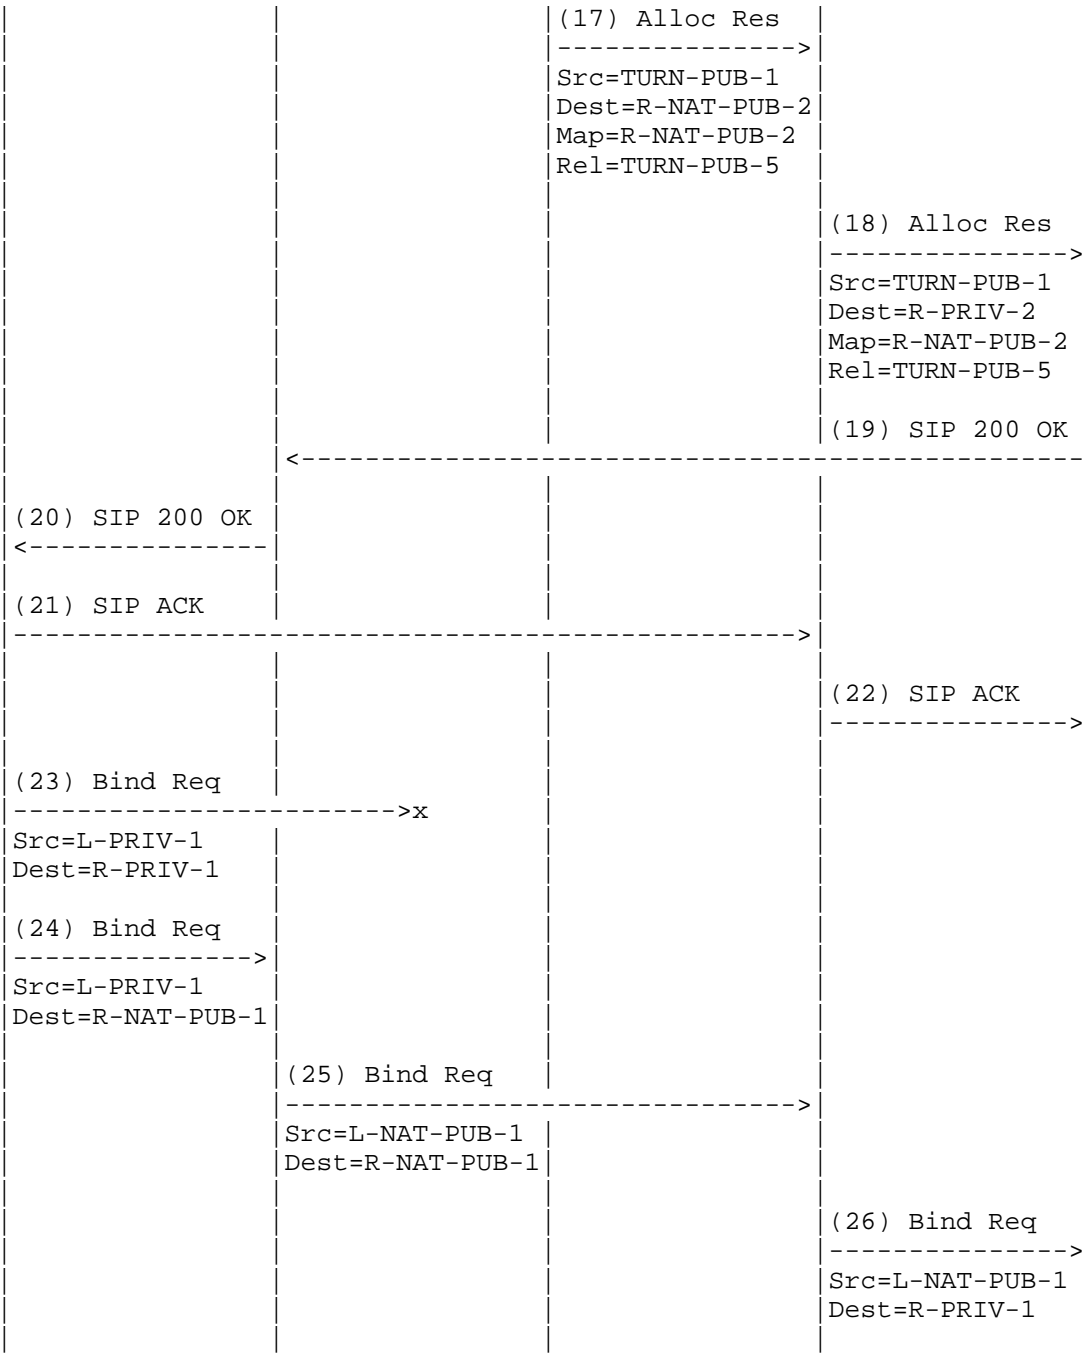 (17) Alloc Res
--------------->
Src=TURN-PUB-1
Dest=R-NAT-PUB-2
Map=R-NAT-PUB-2
Rel=TURN-PUB-5
(18) Alloc Res
--------------->
Src=TURN-PUB-1
Dest=R-PRIV-2
Map=R-NAT-PUB-2
Rel=TURN-PUB-5
(19) SIP 200 OK
<-------------------------------------------------
(20) SIP 200 OK
<---------------
(21) SIP ACK
------------------------------------------------->
(22) SIP ACK
--------------->
(23) Bind Req
------------------------>x
Src=L-PRIV-1
Dest=R-PRIV-1
(24) Bind Req
--------------->
Src=L-PRIV-1
Dest=R-NAT-PUB-1
(25) Bind Req
-------------------------------->
Src=L-NAT-PUB-1
Dest=R-NAT-PUB-1
(26) Bind Req
--------------->
Src=L-NAT-PUB-1
Dest=R-PRIV-1